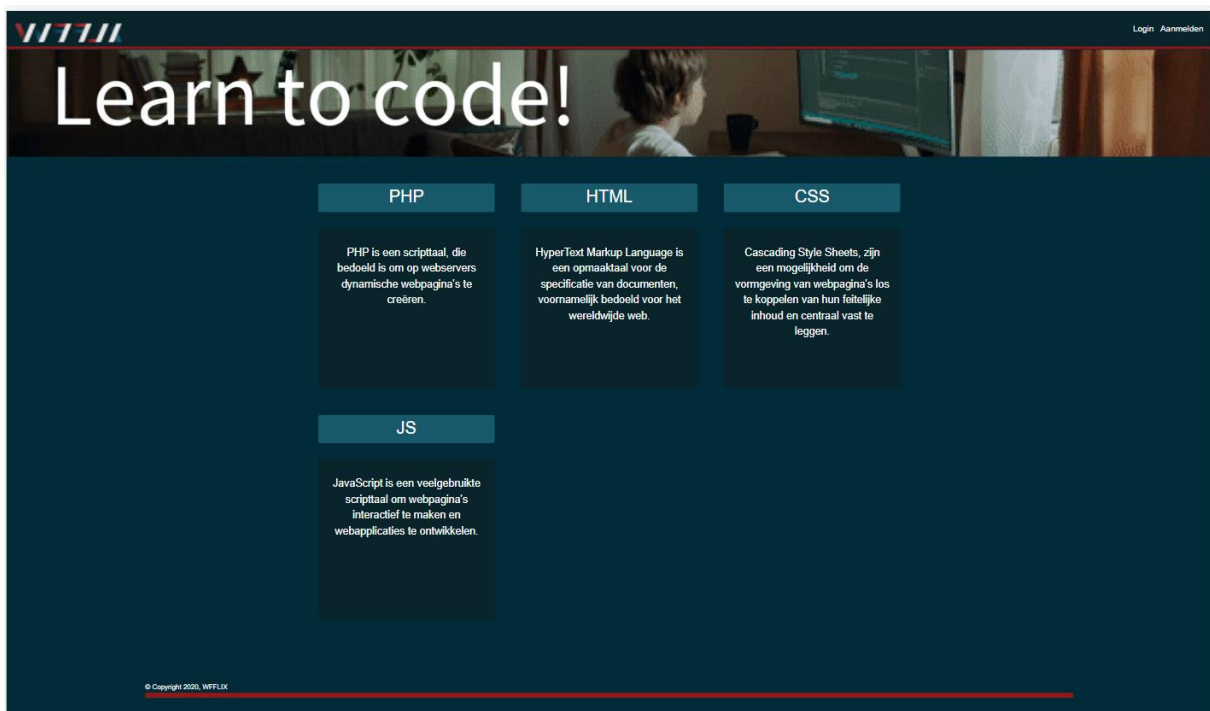 WFFLIX
Login Aanmelden
Learn to code!
PHP
HTML
CSS
PHP is een scripttaal, die
bedoeld is om op webservers
dynamische webpagina's te
creëren.
HyperText Markup Language is
een opmaaktaal voor de
specificatie van documenten,
voornamelijk bedoeld voor het
wereldwijde web.
Cascading Style Sheets, zijn
een mogelijkheid om de
vormgeving van webpagina's los
te koppelen van hun feitelijke
inhoud en centraal vast te
leggen.
JS
JavaScript is een veelgebruikte
scripttaal om webpagina's
interactief te maken en
webapplicaties te ontwikkelen.
© Copyright 2020, WFFLIX